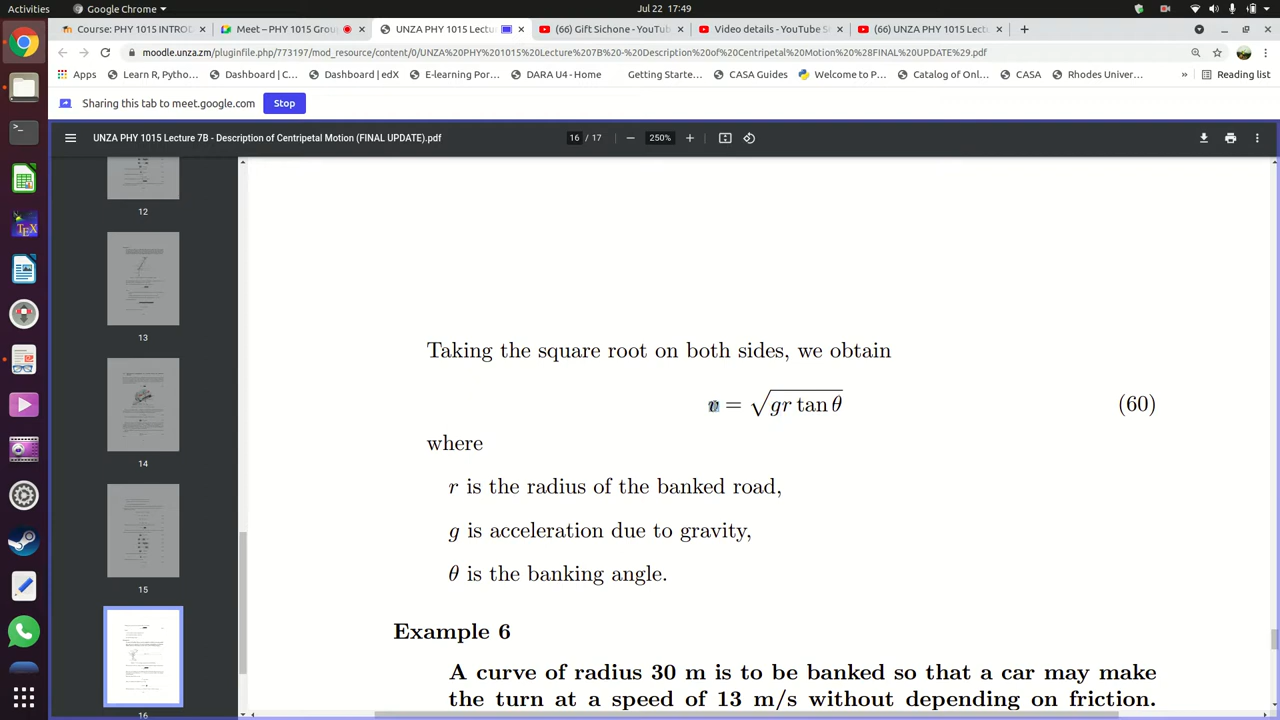 Activities
Google Chrome
Jul 22 17:49
Course: PHY 1015 INTROD
Meet – PHY 1015 Grou
UNZA PHY 1015 Lectu
(66) Gift Sichone - YouTub
Video details - YouTube S
(66) UNZA PHY 1015 Lectu
moodle.unza.zm/pluginfile.php/773197/mod_resource/content/0/UNZA%20PHY%201015%20Lecture%207B%20-%20Description%20of%20Centripetal%20Motion%20%28FINAL%20UPDATE%29.pdf
Apps
Learn R, Pytho...
Dashboard | C...
Dashboard | edX
E-learning Por...
DARA U4 - Home
Getting Starte...
CASA Guides
Welcome to P...
Catalog of Onl...
CASA
Rhodes Univer...
»
Reading list
Sharing this tab to meet.google.com
Stop
UNZA PHY 1015 Lecture 7B - Description of Centripetal Motion (FINAL UPDATE).pdf
16 / 17
250%
12
13
14
15
16
Taking the square root on both sides, we obtain
v = √gr tan θ (60)
where
r is the radius of the banked road,
g is acceleration due to gravity,
θ is the banking angle.
Example 6
A curve of radius 30 m is to be banked so that a car may make
the turn at a speed of 13 m/s without depending on friction.